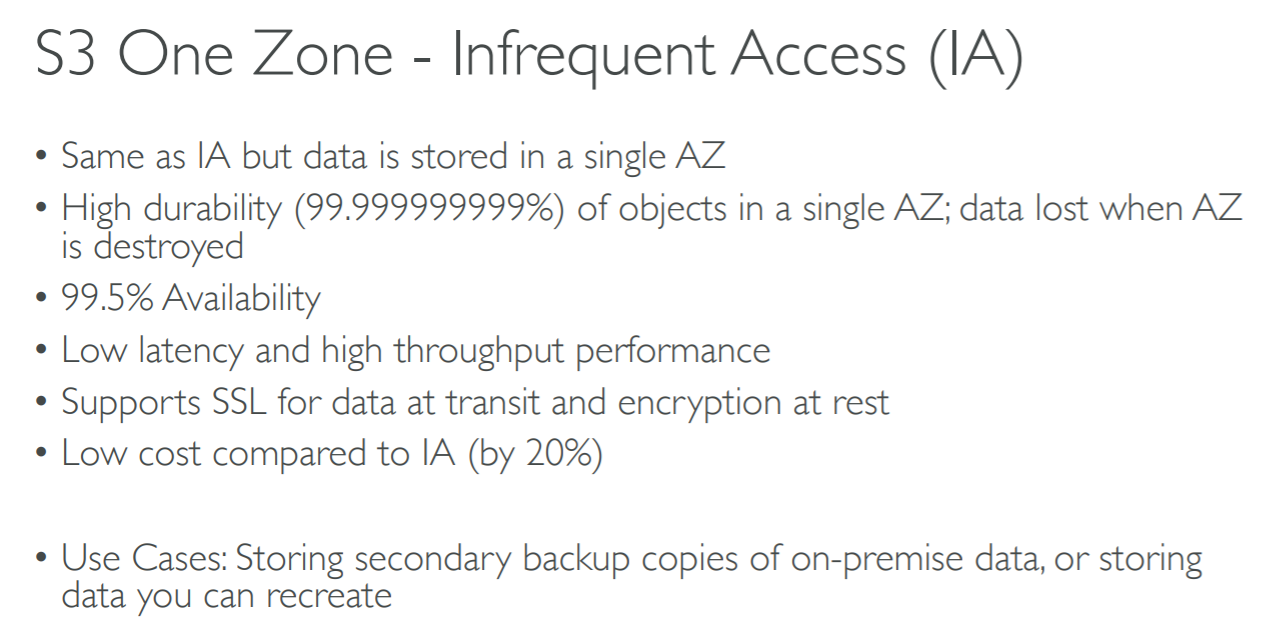 S3 One Zone - Infrequent Access (IA)
• Same as IA but data is stored in a single AZ
• High durability (99.999999999%) of objects in a single AZ; data lost when AZ
is destroyed
• 99.5% Availability
• Low latency and high throughput performance
• Supports SSL for data at transit and encryption at rest
• Low cost compared to IA (by 20%)
• Use Cases: Storing secondary backup copies of on-premise data, or storing
data you can recreate